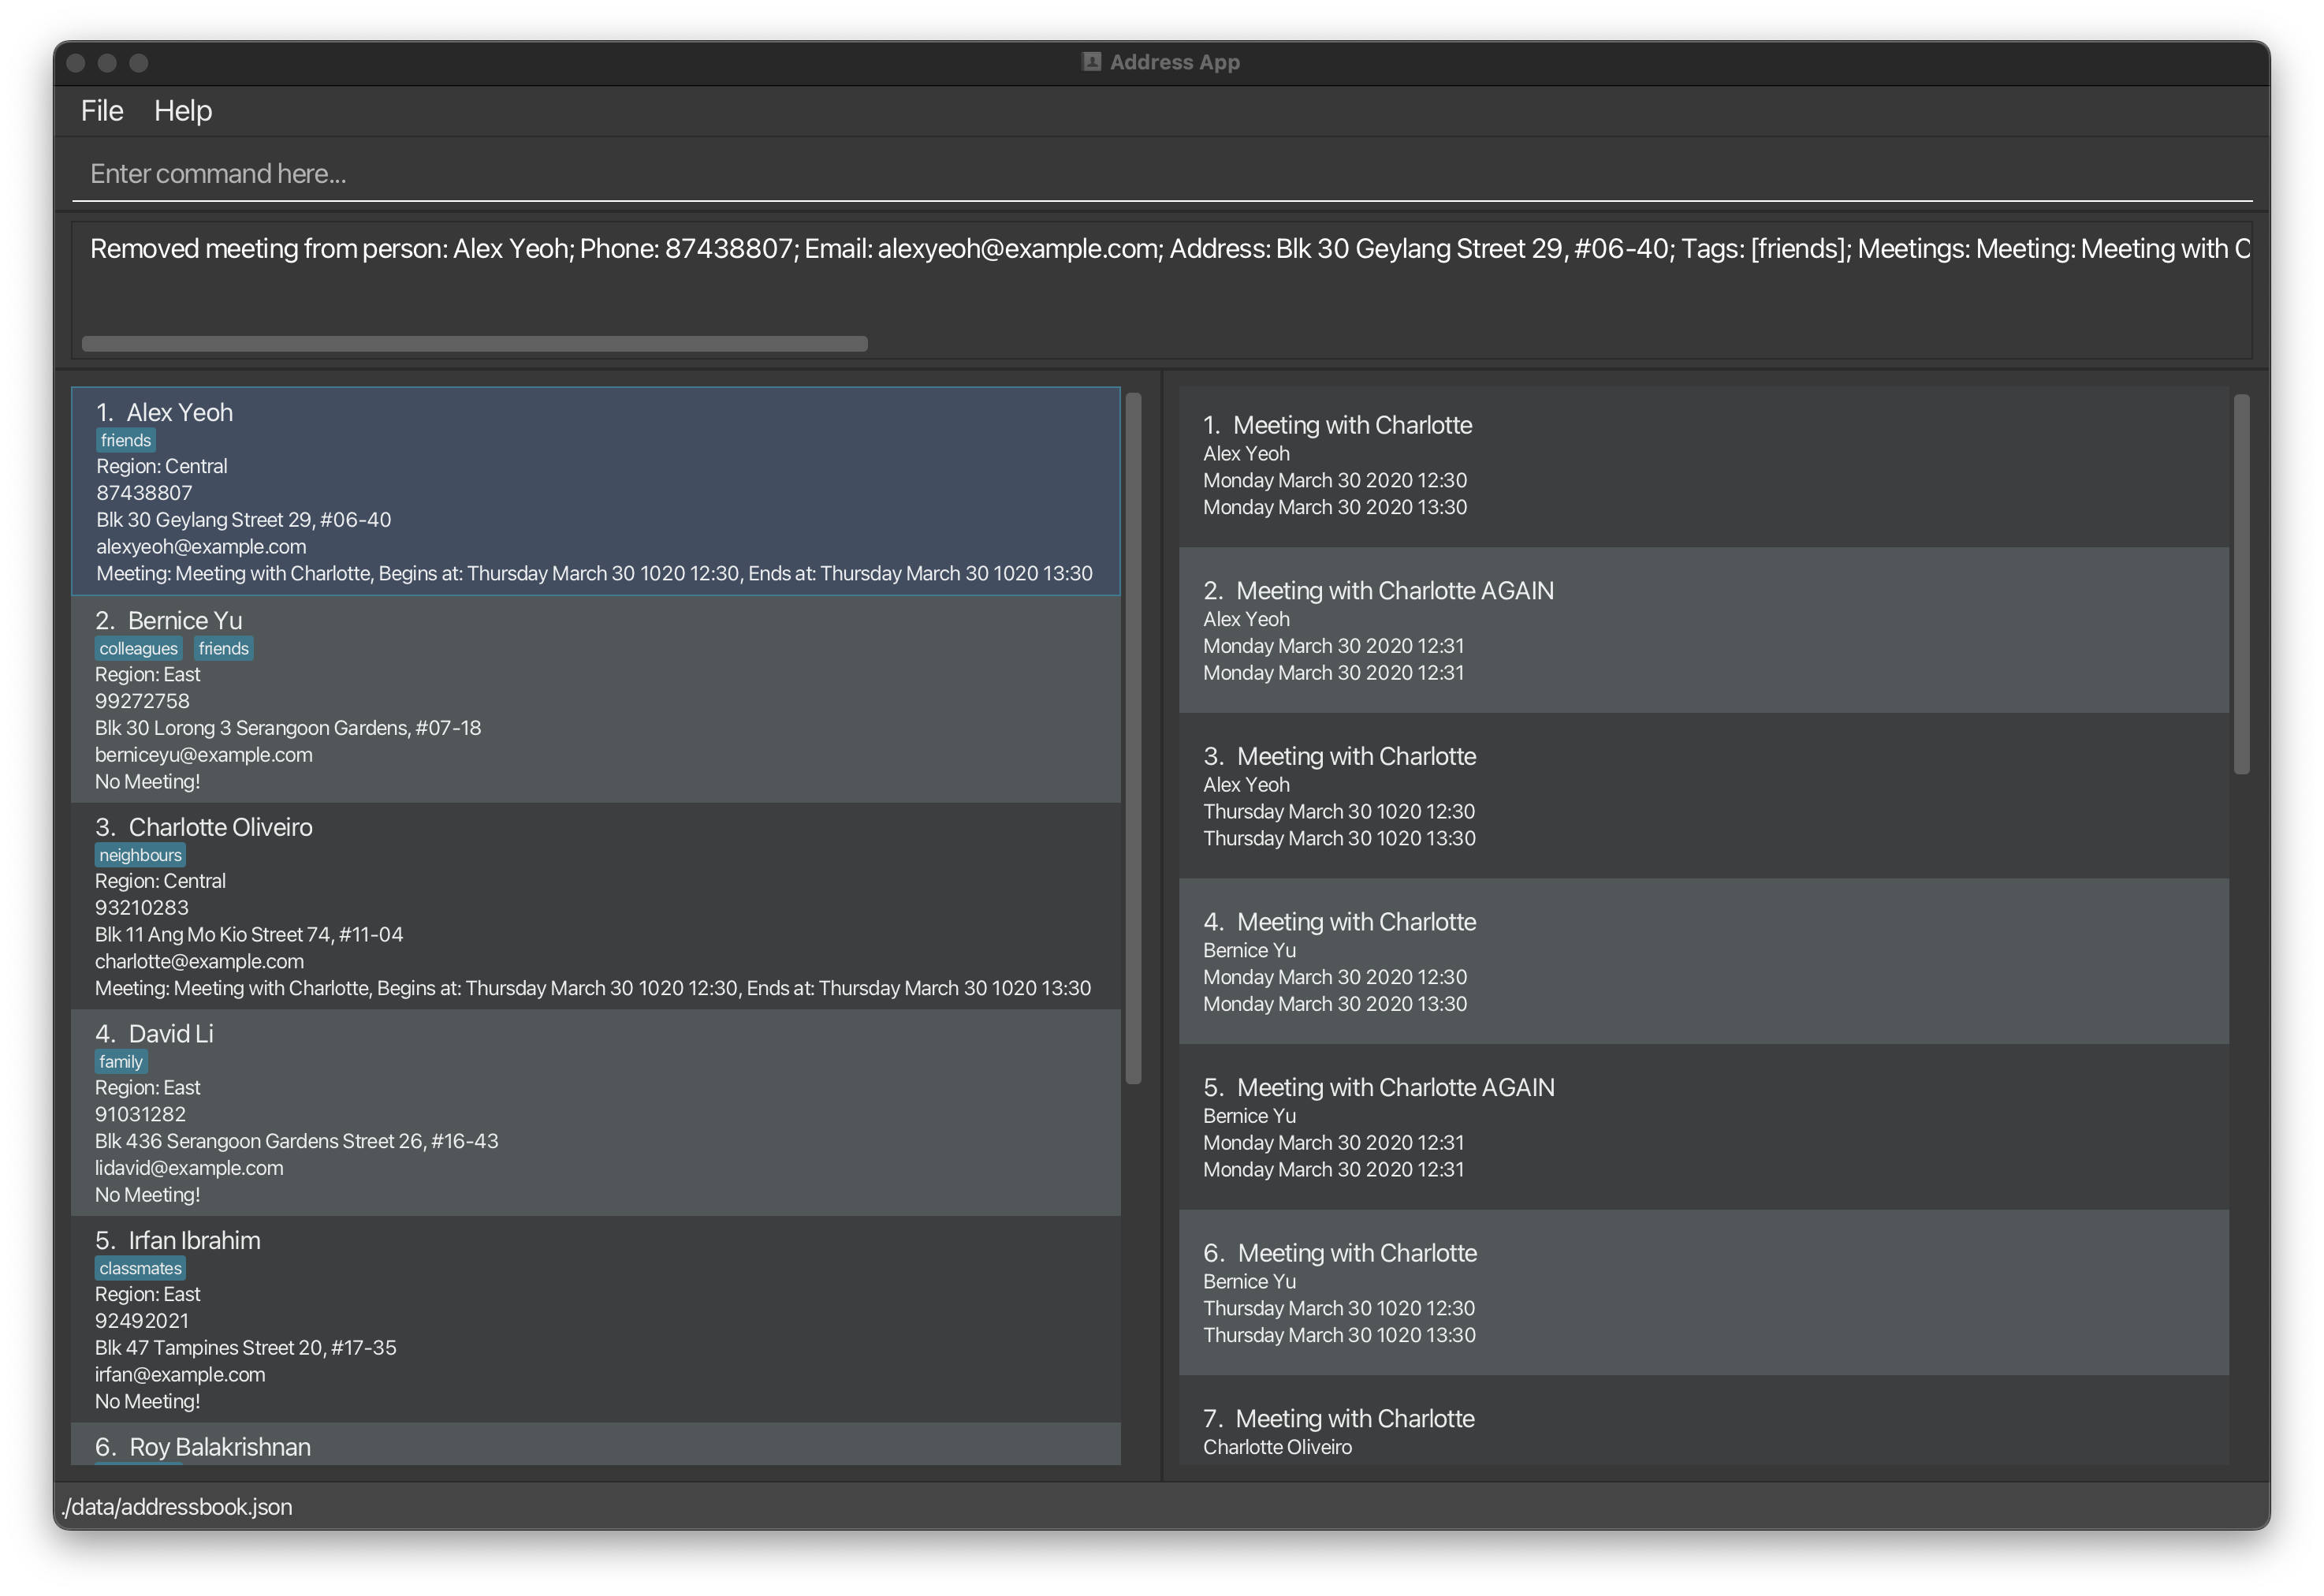 Address App
File Help
Enter command here...
Removed meeting from person: Alex Yeoh; Phone: 87438807; Email: alexyeoh@example.com; Address: Blk 30 Geylang Street 29, #06-40; Tags: [friends]; Meetings: Meeting: Meeting with C
1. Alex Yeoh
friends
Region: Central
87438807
Blk 30 Geylang Street 29, #06-40
alexyeoh@example.com
Meeting: Meeting with Charlotte, Begins at: Thursday March 30 1020 12:30, Ends at: Thursday March 30 1020 13:30
2. Bernice Yu
colleagues friends
Region: East
99272758
Blk 30 Lorong 3 Serangoon Gardens, #07-18
berniceyu@example.com
No Meeting!
3. Charlotte Oliveiro
neighbours
Region: Central
93210283
Blk 11 Ang Mo Kio Street 74, #11-04
charlotte@example.com
Meeting: Meeting with Charlotte, Begins at: Thursday March 30 1020 12:30, Ends at: Thursday March 30 1020 13:30
4. David Li
family
Region: East
91031282
Blk 436 Serangoon Gardens Street 26, #16-43
lidavid@example.com
No Meeting!
5. Irfan Ibrahim
classmates
Region: East
92492021
Blk 47 Tampines Street 20, #17-35
irfan@example.com
No Meeting!
6. Roy Balakrishnan
1. Meeting with Charlotte
Alex Yeoh
Monday March 30 2020 12:30
Monday March 30 2020 13:30
2. Meeting with Charlotte AGAIN
Alex Yeoh
Monday March 30 2020 12:31
Monday March 30 2020 12:31
3. Meeting with Charlotte
Alex Yeoh
Thursday March 30 1020 12:30
Thursday March 30 1020 13:30
4. Meeting with Charlotte
Bernice Yu
Monday March 30 2020 12:30
Monday March 30 2020 13:30
5. Meeting with Charlotte AGAIN
Bernice Yu
Monday March 30 2020 12:31
Monday March 30 2020 12:31
6. Meeting with Charlotte
Bernice Yu
Thursday March 30 1020 12:30
Thursday March 30 1020 13:30
7. Meeting with Charlotte
Charlotte Oliveiro
./data/addressbook.json